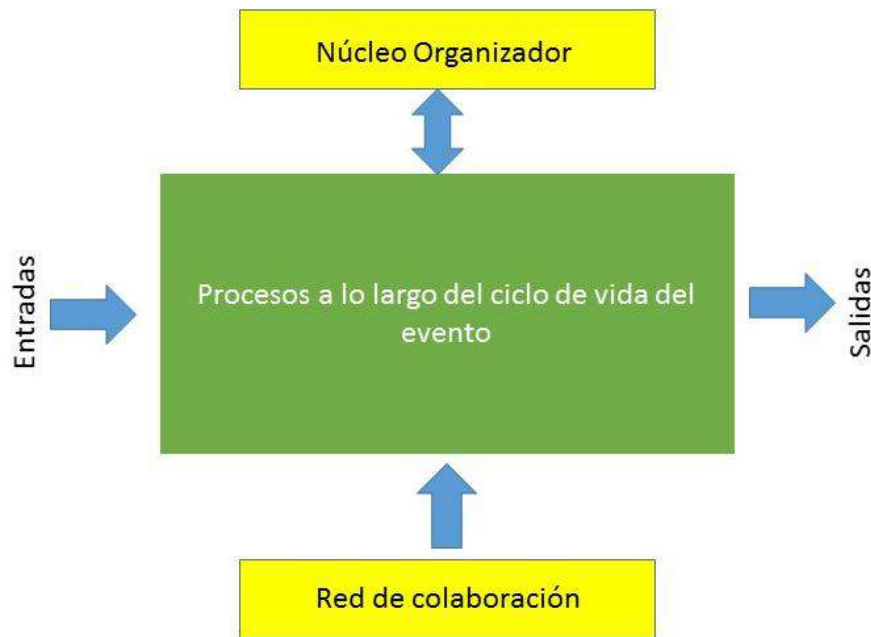 Núcleo Organizador
Entradas
Procesos a lo largo del ciclo de vida del
evento
Salidas
Red de colaboración